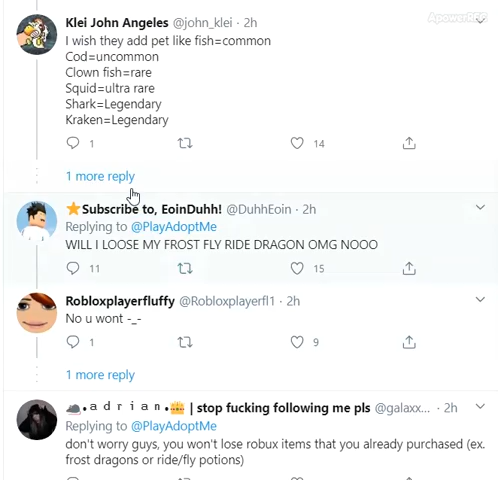 Klei John Angeles @john_klei · 2h
I wish they add pet like fish=common
Cod=uncommon
Clown fish=rare
Squid=ultra rare
Shark=Legendary
Kraken=Legendary
1 14
1 more reply
⭐Subscribe to, EoinDuhh! @DuhhEoin · 2h
Replying to @PlayAdoptMe
WILL I LOOSE MY FROST FLY RIDE DRAGON OMG NOOO
11 15
Robloxplayerfluffy @Robloxplayerfl1 · 2h
No u wont -_-
1 9
1 more reply
•ａｄｒｉａｎ•| stop fucking following me pls @galaxx... · 2h
Replying to @PlayAdoptMe
don't worry guys, you won't lose robux items that you already purchased (ex.
frost dragons or ride/fly potions)